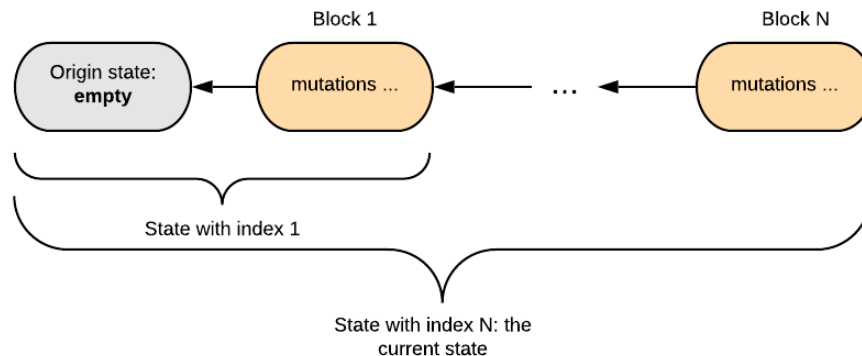 Block 1
Block N
Origin state:
empty
mutations ...
...
mutations ...
State with index 1
State with index N: the
current state